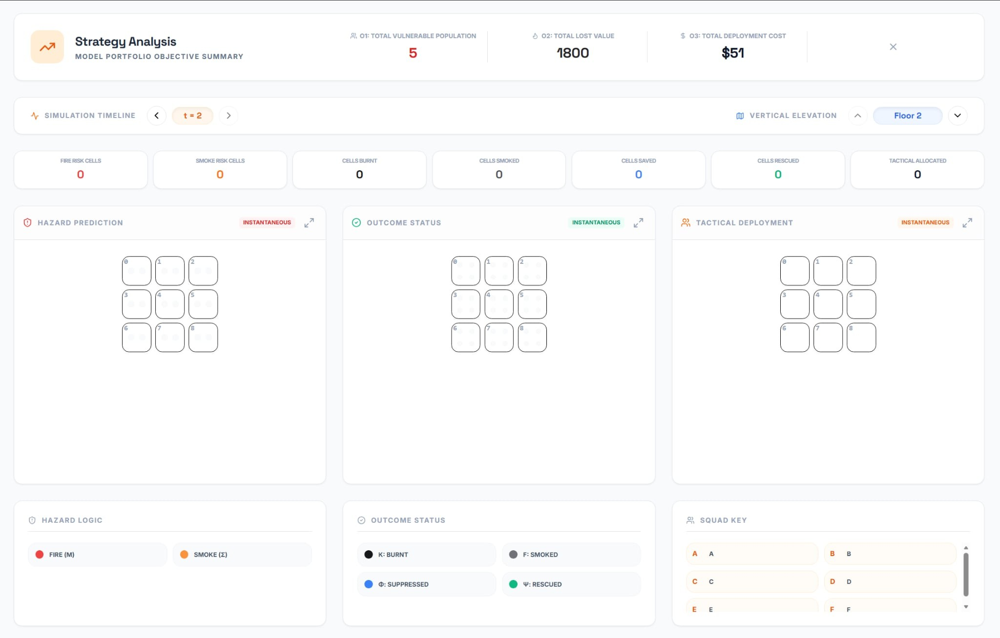 Strategy Analysis
MODEL PORTFOLIO OBJECTIVE SUMMARY
O1: TOTAL VULNERABLE POPULATION
5
O2: TOTAL LOST VALUE
1800
$ O3: TOTAL DEPLOYMENT COST
$51
SIMULATION TIMELINE
t = 2
VERTICAL ELEVATION
Floor 2
FIRE RISK CELLS
0
SMOKE RISK CELLS
0
CELLS BURNT
0
CELLS SMOKED
0
CELLS SAVED
0
CELLS RESCUED
0
TACTICAL ALLOCATED
0
HAZARD PREDICTION
INSTANTANEOUS
0 1 2
3 4 5
6 7 8
OUTCOME STATUS
INSTANTANEOUS
0 1 2
3 4 5
6 7 8
TACTICAL DEPLOYMENT
INSTANTANEOUS
0 1 2
3 4 5
6 7 8
HAZARD LOGIC
FIRE (M)
SMOKE (Σ)
OUTCOME STATUS
K: BURNT
F: SMOKED
Φ: SUPPRESSED
Ψ: RESCUED
SQUAD KEY
A A
B B
C C
D D
E E
F F